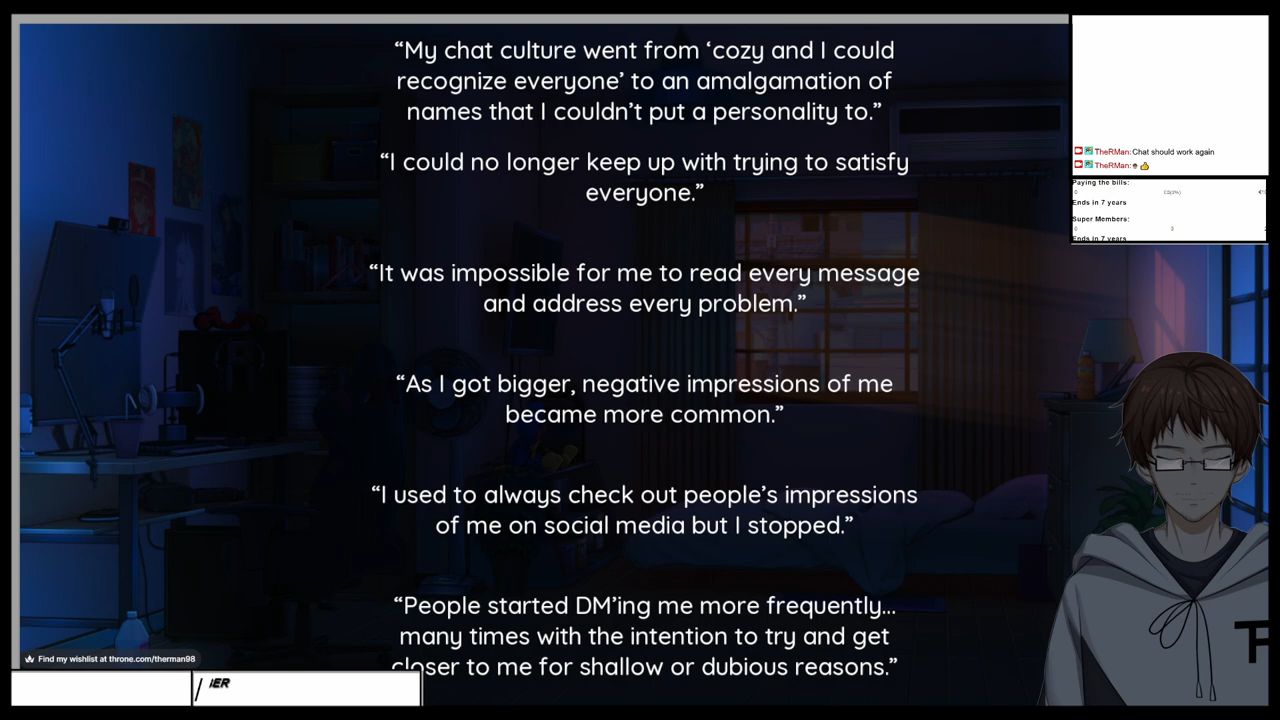 “My chat culture went from ‘cozy and I could
recognize everyone’ to an amalgamation of
names that I couldn’t put a personality to.”
“I could no longer keep up with trying to satisfy
everyone.”
“It was impossible for me to read every message
and address every problem.”
“As I got bigger, negative impressions of me
became more common.”
“I used to always check out people’s impressions
of me on social media but I stopped.”
“People started DM’ing me more frequently...
many times with the intention to try and get
closer to me for shallow or dubious reasons.”
TheRMan: Chat should work again
TheRMan:
Paying the bills:
0
Ends in 7 years
Super Members:
0 0
Ends in 7 years
Find my wishlist at throne.com/therman98
/ IER